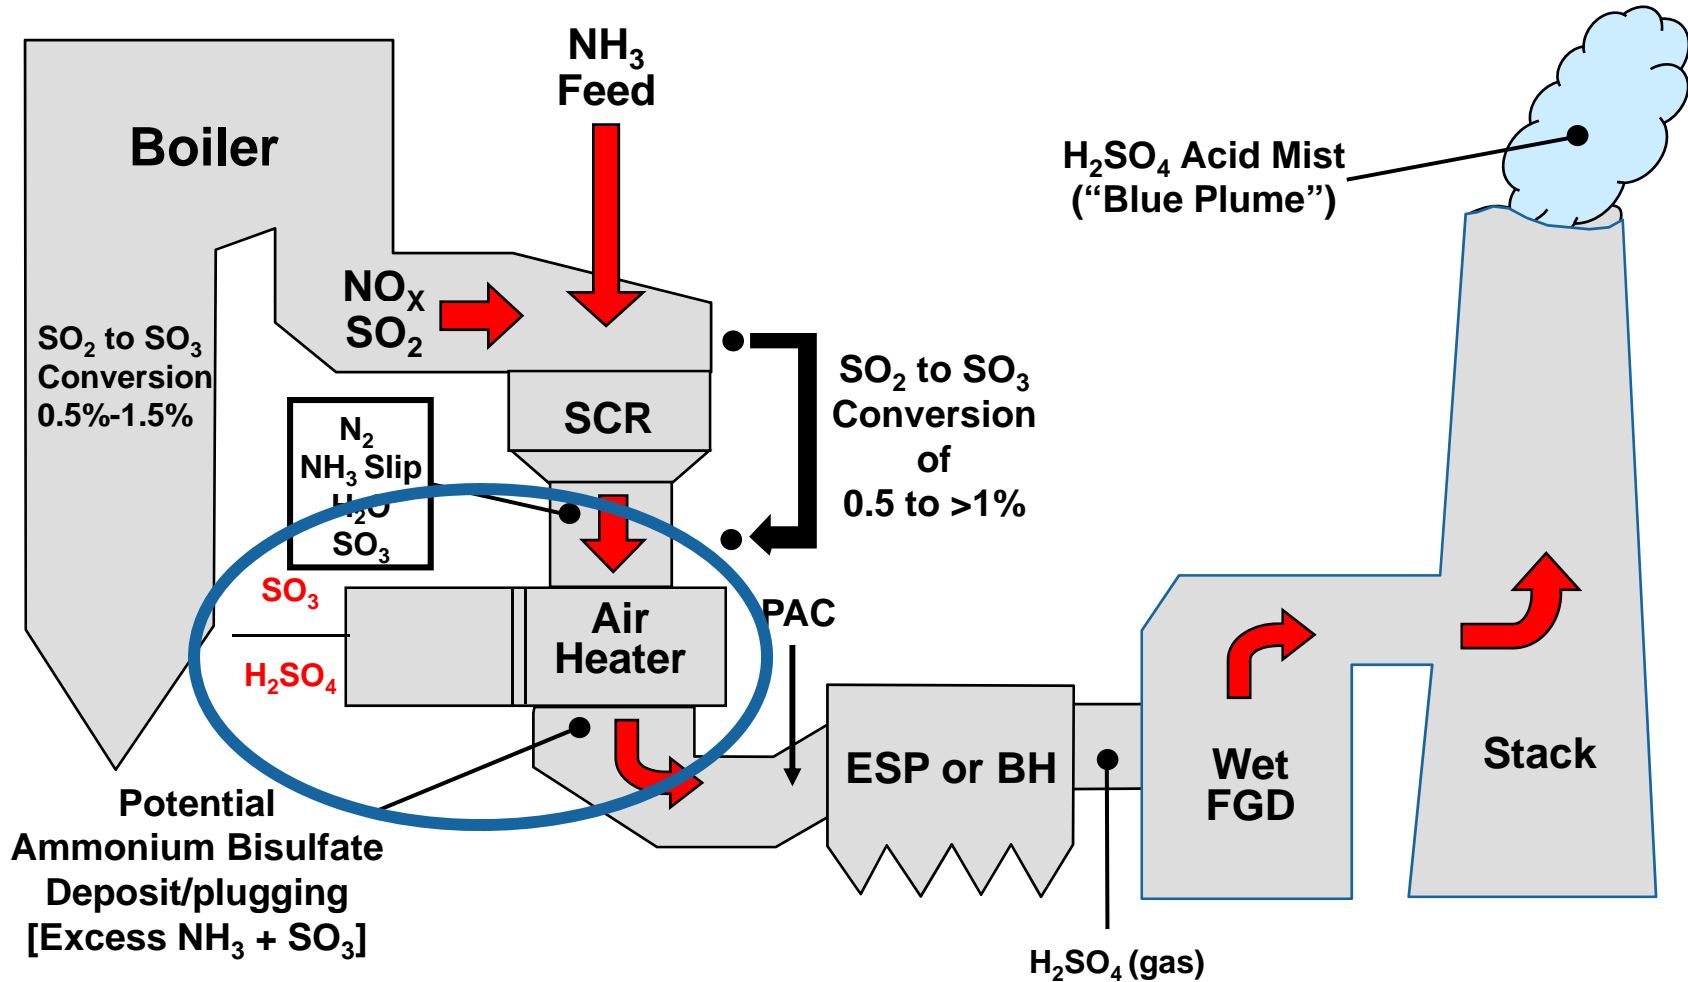 NH₃
Feed
Boiler
H₂SO₄ Acid Mist
(“Blue Plume”)
NOX
SO₂
SO₂ to SO₃
Conversion
0.5%-1.5%
SO₂ to SO₃
Conversion
of
0.5 to >1%
SCR
N₂
NH₃ Slip
H₂O
SO₃
SO₃
H₂SO₄
Air
Heater
PAC
ESP or BH
Wet
FGD
Stack
Potential
Ammonium Bisulfate
Deposit/plugging
[Excess NH₃ + SO₃]
H₂SO₄ (gas)